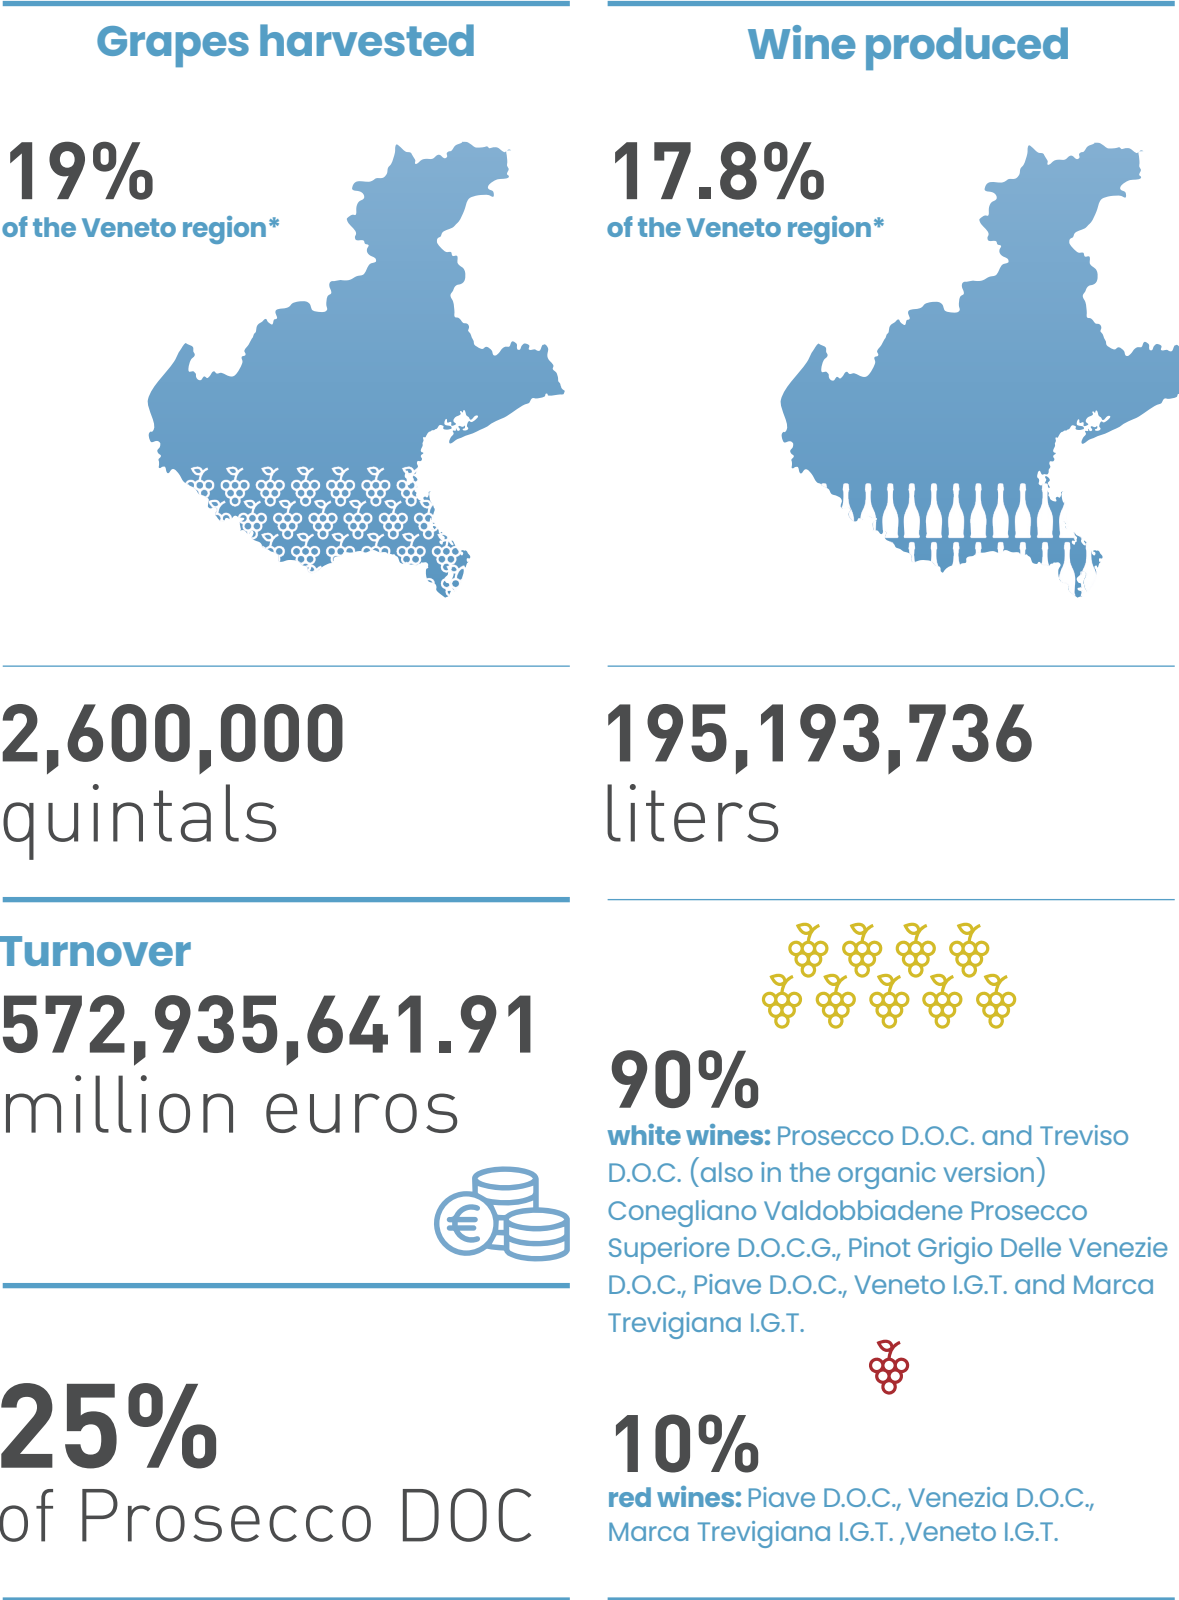 Grapes harvested
19%
of the Veneto region*
2,600,000
quintals
Turnover
572,935,641.91
million euros
€
25%
of Prosecco DOC
Wine produced
17.8%
of the Veneto region*
195,193,736
liters
90%
white wines: Prosecco D.O.C. and Treviso
D.O.C. (also in the organic version)
Conegliano Valdobbiadene Prosecco
Superiore D.O.C.G., Pinot Grigio Delle Venezie
D.O.C., Piave D.O.C., Veneto I.G.T. and Marca
Trevigiana I.G.T.
10%
red wines: Piave D.O.C., Venezia D.O.C.,
Marca Trevigiana I.G.T. ,Veneto I.G.T.